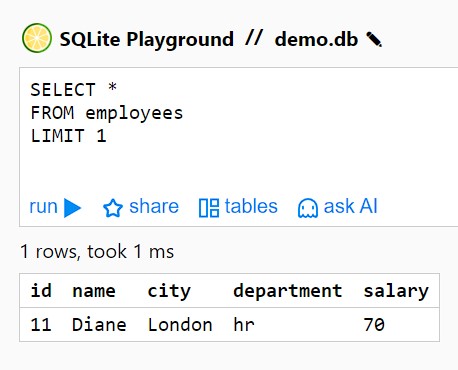 SQLite Playground // demo.db
SELECT *
FROM employees
LIMIT 1
run share tables ask AI
1 rows, took 1 ms
id name city department salary
11 Diane London hr 70